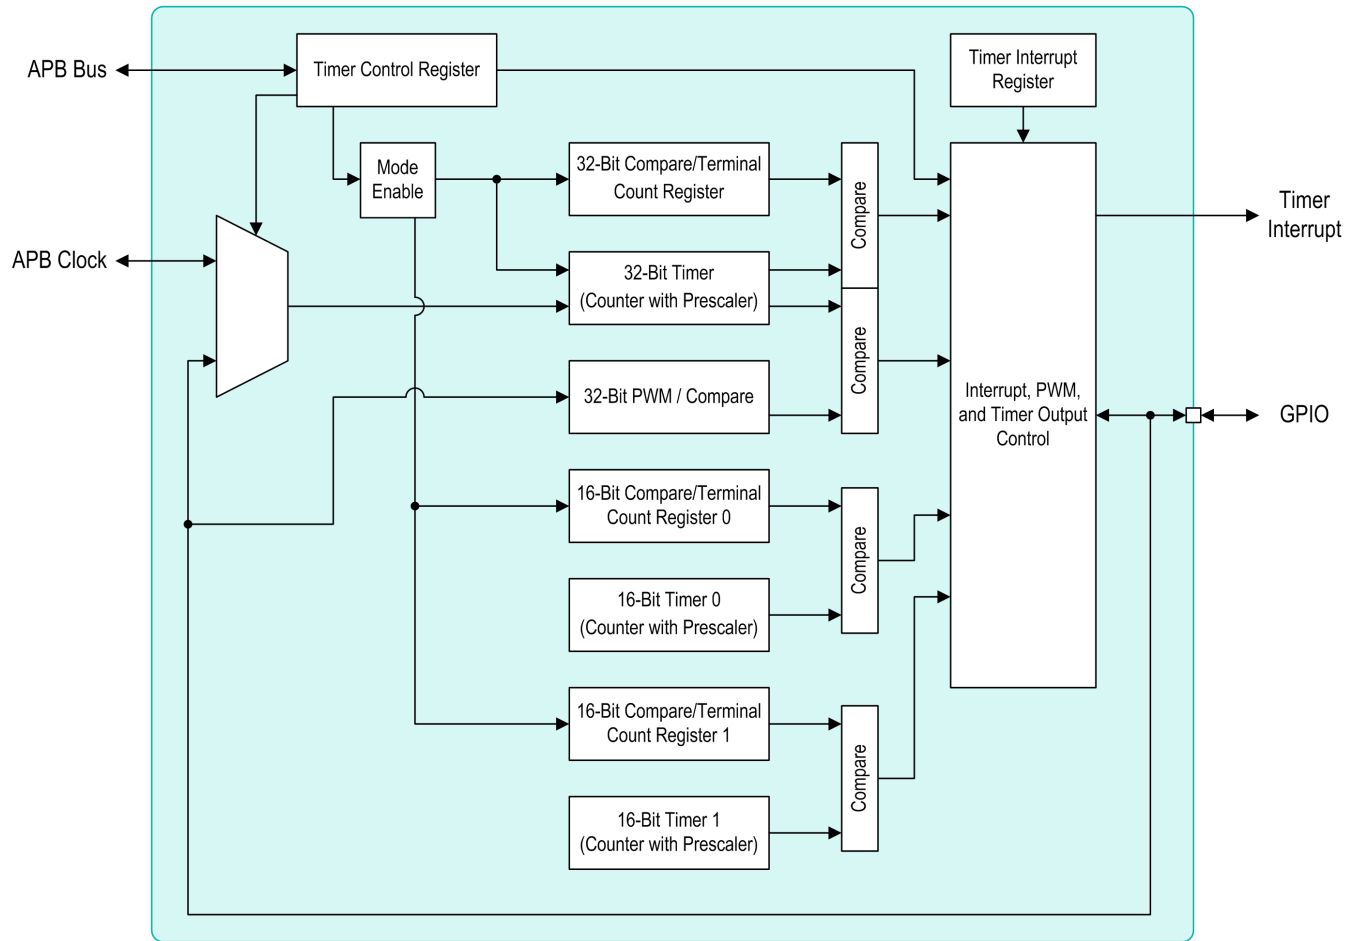 APB Bus
Timer Control Register
Timer Interrupt
Register
Mode
Enable
32-Bit Compare/Terminal
Count Register
Compare
Timer
Interrupt
APB Clock
32-Bit Timer
(Counter with Prescaler)
Compare
32-Bit PWM / Compare
Interrupt, PWM,
and Timer Output
Control
GPIO
16-Bit Compare/Terminal
Count Register 0
Compare
16-Bit Timer 0
(Counter with Prescaler)
16-Bit Compare/Terminal
Count Register 1
Compare
16-Bit Timer 1
(Counter with Prescaler)